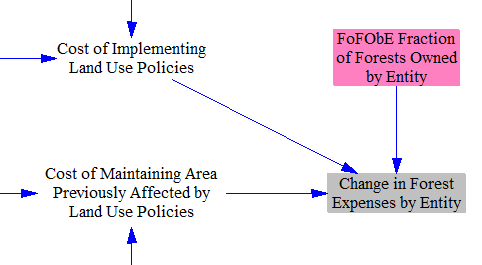 Cost of Implementing
Land Use Policies
FoFObE Fraction
of Forests Owned
by Entity
Cost of Maintaining Area
Previously Affected by
Land Use Policies
Change in Forest
Expenses by Entity